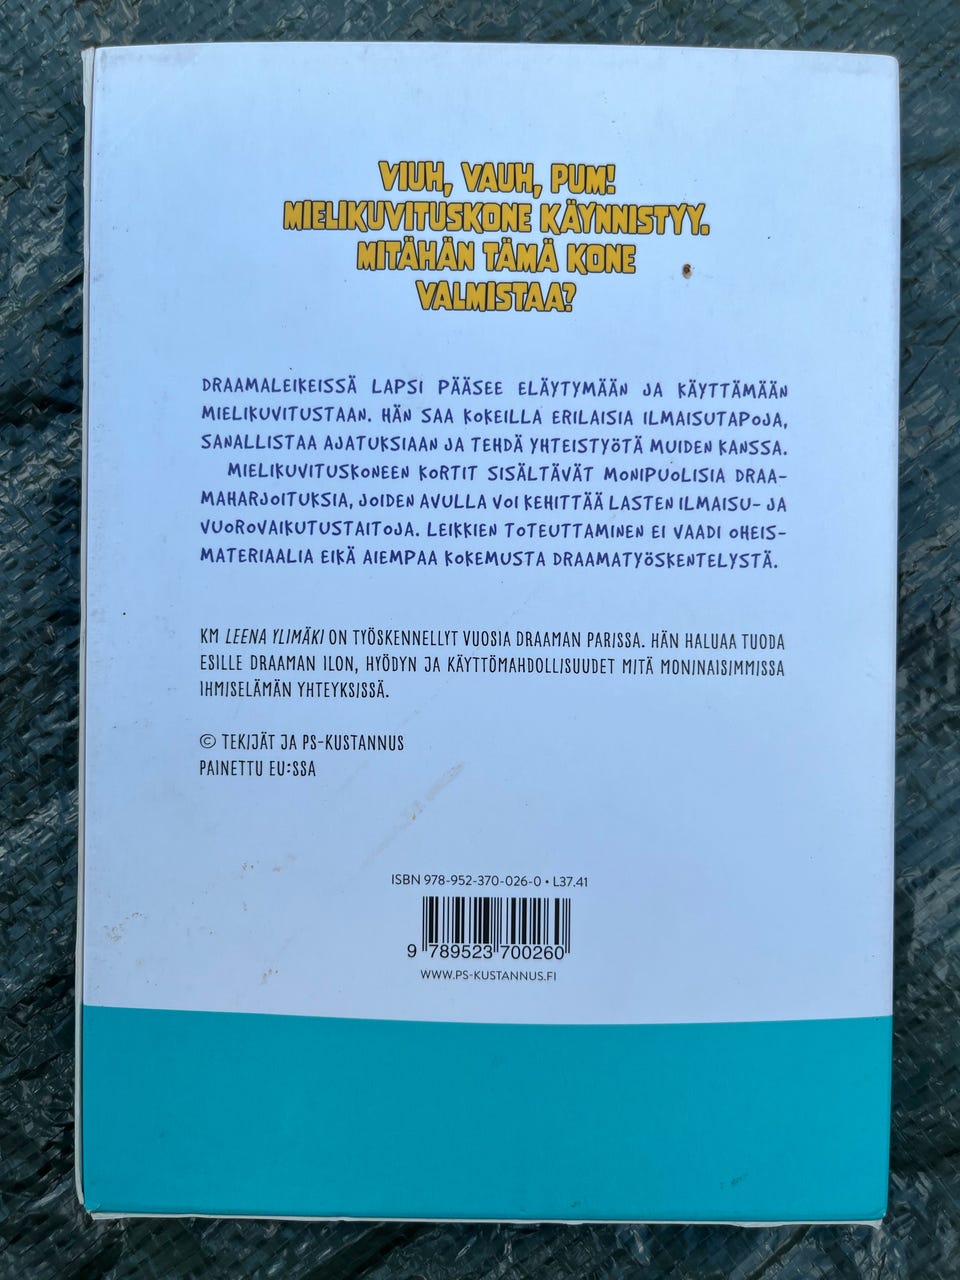 VIUH, VAUH, PUM!
MIELIKUVITUSKONE KÄYNNISTYY.
MITÄHÄN TÄMÄ KONE
VALMISTAA?
DRAAMALEIKEISSÄ LAPSI PÄÄSEE ELÄYTYMÄÄN JA KÄYTTÄMÄÄN
MIELIKUVITUSTAAN. HÄN SAA KOKEILLA ERILAISIA ILMAISUTAPOJA,
SANALLISTAA AJATUKSIAAN JA TEHDÄ YHTEISTYÖTÄ MUIDEN KANSSA.
MIELIKUVITUSKONEEN KORTIT SISÄLTÄVÄT MONIPUOLISIA DRAA-
MAHARJOITUKSIA, JOIDEN AVULLA VOI KEHITTÄÄ LASTEN ILMAISU- JA
VUOROVAIKUTUSTAITOJA. LEIKKIEN TOTEUTTAMINEN EI VAADI OHEIS-
MATERIAALIA EIKÄ AIEMPAA KOKEMUSTA DRAAMATYÖSKENTELYSTÄ.
KM LEENA YLIMÄKI ON TYÖSKENNELLYT VUOSIA DRAAMAN PARISSA. HÄN HALUAA TUODA
ESILLE DRAAMAN ILON, HYÖDYN JA KÄYTTÖMAHDOLLISUUDET MITÄ MONINAISIMMISSA
IHMISELÄMÄN YHTEYKSISSÄ.
© TEKIJÄT JA PS-KUSTANNUS
PAINETTU EU:SSA
ISBN 978-952-370-026-0 • L37.41
9 789523 700260
WWW.PS-KUSTANNUS.FI